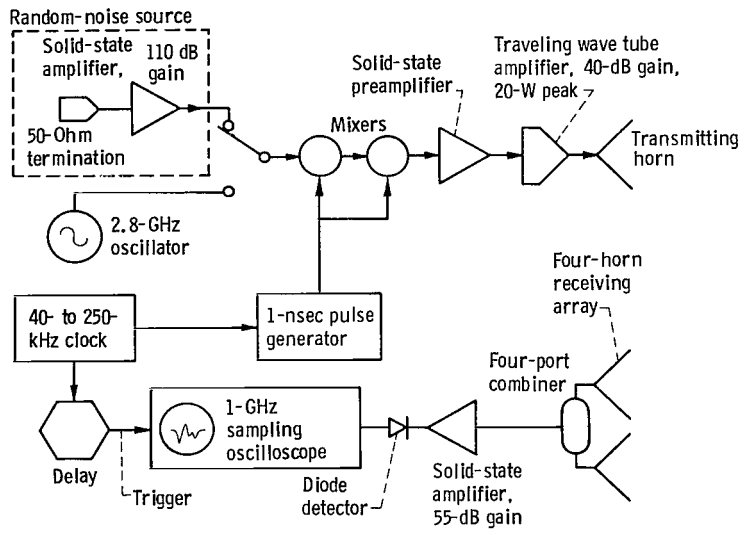 Random-noise source
Solid-state
amplifier,
110 dB
gain
50-Ohm
termination
2.8-GHz
oscillator
Mixers
Solid-state
preamplifier
Traveling wave tube
amplifier, 40-dB gain,
20-W peak
Transmitting
horn
40- to 250-
kHz clock
1-nsec pulse
generator
Four-horn
receiving
array
Four-port
combiner
Delay
Trigger
1-GHz
sampling
oscilloscope
Diode
detector
Solid-state
amplifier,
55-dB gain